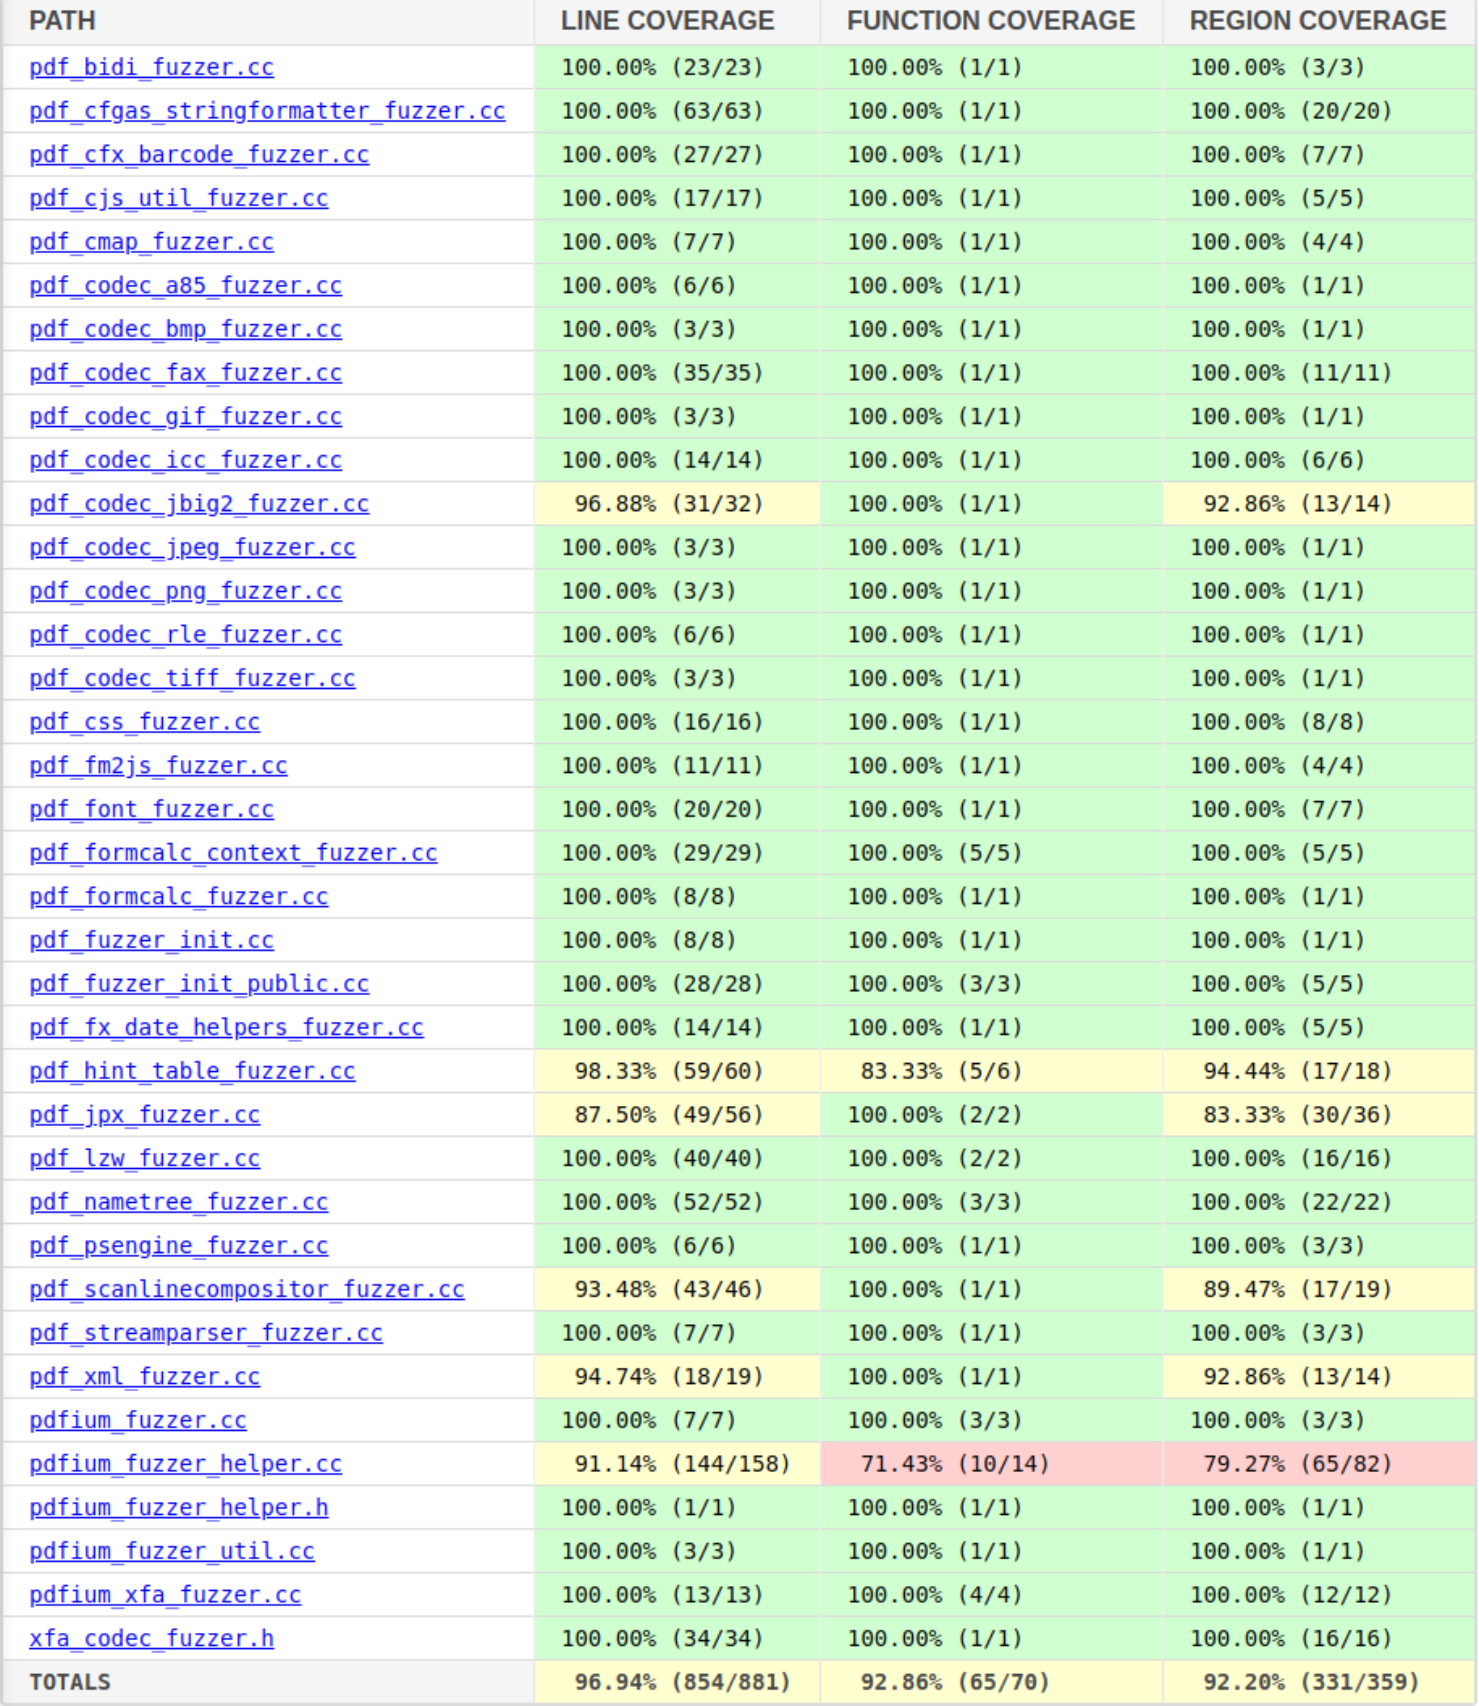 PATH LINE COVERAGE FUNCTION COVERAGE REGION COVERAGE
pdf_bidi_fuzzer.cc 100.00% (23/23) 100.00% (1/1) 100.00% (3/3)
pdf_cfgas_stringformatter_fuzzer.cc 100.00% (63/63) 100.00% (1/1) 100.00% (20/20)
pdf_cfx_barcode_fuzzer.cc 100.00% (27/27) 100.00% (1/1) 100.00% (7/7)
pdf_cjs_util_fuzzer.cc 100.00% (17/17) 100.00% (1/1) 100.00% (5/5)
pdf_cmap_fuzzer.cc 100.00% (7/7) 100.00% (1/1) 100.00% (4/4)
pdf_codec_a85_fuzzer.cc 100.00% (6/6) 100.00% (1/1) 100.00% (1/1)
pdf_codec_bmp_fuzzer.cc 100.00% (3/3) 100.00% (1/1) 100.00% (1/1)
pdf_codec_fax_fuzzer.cc 100.00% (35/35) 100.00% (1/1) 100.00% (11/11)
pdf_codec_gif_fuzzer.cc 100.00% (3/3) 100.00% (1/1) 100.00% (1/1)
pdf_codec_icc_fuzzer.cc 100.00% (14/14) 100.00% (1/1) 100.00% (6/6)
pdf_codec_jbig2_fuzzer.cc 96.88% (31/32) 100.00% (1/1) 92.86% (13/14)
pdf_codec_jpeg_fuzzer.cc 100.00% (3/3) 100.00% (1/1) 100.00% (1/1)
pdf_codec_png_fuzzer.cc 100.00% (3/3) 100.00% (1/1) 100.00% (1/1)
pdf_codec_rle_fuzzer.cc 100.00% (6/6) 100.00% (1/1) 100.00% (1/1)
pdf_codec_tiff_fuzzer.cc 100.00% (3/3) 100.00% (1/1) 100.00% (1/1)
pdf_css_fuzzer.cc 100.00% (16/16) 100.00% (1/1) 100.00% (8/8)
pdf_fm2js_fuzzer.cc 100.00% (11/11) 100.00% (1/1) 100.00% (4/4)
pdf_font_fuzzer.cc 100.00% (20/20) 100.00% (1/1) 100.00% (7/7)
pdf_formcalc_context_fuzzer.cc 100.00% (29/29) 100.00% (5/5) 100.00% (5/5)
pdf_formcalc_fuzzer.cc 100.00% (8/8) 100.00% (1/1) 100.00% (1/1)
pdf_fuzzer_init.cc 100.00% (8/8) 100.00% (1/1) 100.00% (1/1)
pdf_fuzzer_init_public.cc 100.00% (28/28) 100.00% (3/3) 100.00% (5/5)
pdf_fx_date_helpers_fuzzer.cc 100.00% (14/14) 100.00% (1/1) 100.00% (5/5)
pdf_hint_table_fuzzer.cc 98.33% (59/60) 83.33% (5/6) 94.44% (17/18)
pdf_jpx_fuzzer.cc 87.50% (49/56) 100.00% (2/2) 83.33% (30/36)
pdf_lzw_fuzzer.cc 100.00% (40/40) 100.00% (2/2) 100.00% (16/16)
pdf_nametree_fuzzer.cc 100.00% (52/52) 100.00% (3/3) 100.00% (22/22)
pdf_psengine_fuzzer.cc 100.00% (6/6) 100.00% (1/1) 100.00% (3/3)
pdf_scanlinecompositor_fuzzer.cc 93.48% (43/46) 100.00% (1/1) 89.47% (17/19)
pdf_streamparser_fuzzer.cc 100.00% (7/7) 100.00% (1/1) 100.00% (3/3)
pdf_xml_fuzzer.cc 94.74% (18/19) 100.00% (1/1) 92.86% (13/14)
pdfium_fuzzer.cc 100.00% (7/7) 100.00% (3/3) 100.00% (3/3)
pdfium_fuzzer_helper.cc 91.14% (144/158) 71.43% (10/14) 79.27% (65/82)
pdfium_fuzzer_helper.h 100.00% (1/1) 100.00% (1/1) 100.00% (1/1)
pdfium_fuzzer_util.cc 100.00% (3/3) 100.00% (1/1) 100.00% (1/1)
pdfium_xfa_fuzzer.cc 100.00% (13/13) 100.00% (4/4) 100.00% (12/12)
xfa_codec_fuzzer.h 100.00% (34/34) 100.00% (1/1) 100.00% (16/16)
TOTALS 96.94% (854/881) 92.86% (65/70) 92.20% (331/359)